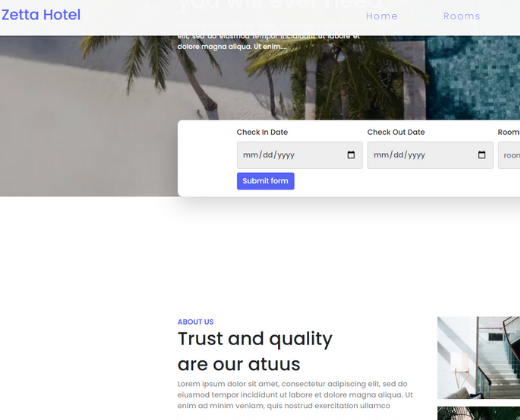 Zetta Hotel
Home
Rooms
you will ever need
elit, sed do eiusmod tempor incididunt ut labore et
dolore magna aliqua. Ut enim....
Check In Date
Check Out Date
Rooms
mm/dd/yyyy
mm/dd/yyyy
room
Submit form
ABOUT US
Trust and quality
are our atuus
Lorem ipsum dolor sit amet, consectetur adipiscing elit, sed do
eiusmod tempor incididunt ut labore et dolore magna aliqua. Ut
enim ad minim veniam, quis nostrud exercitation ullamco